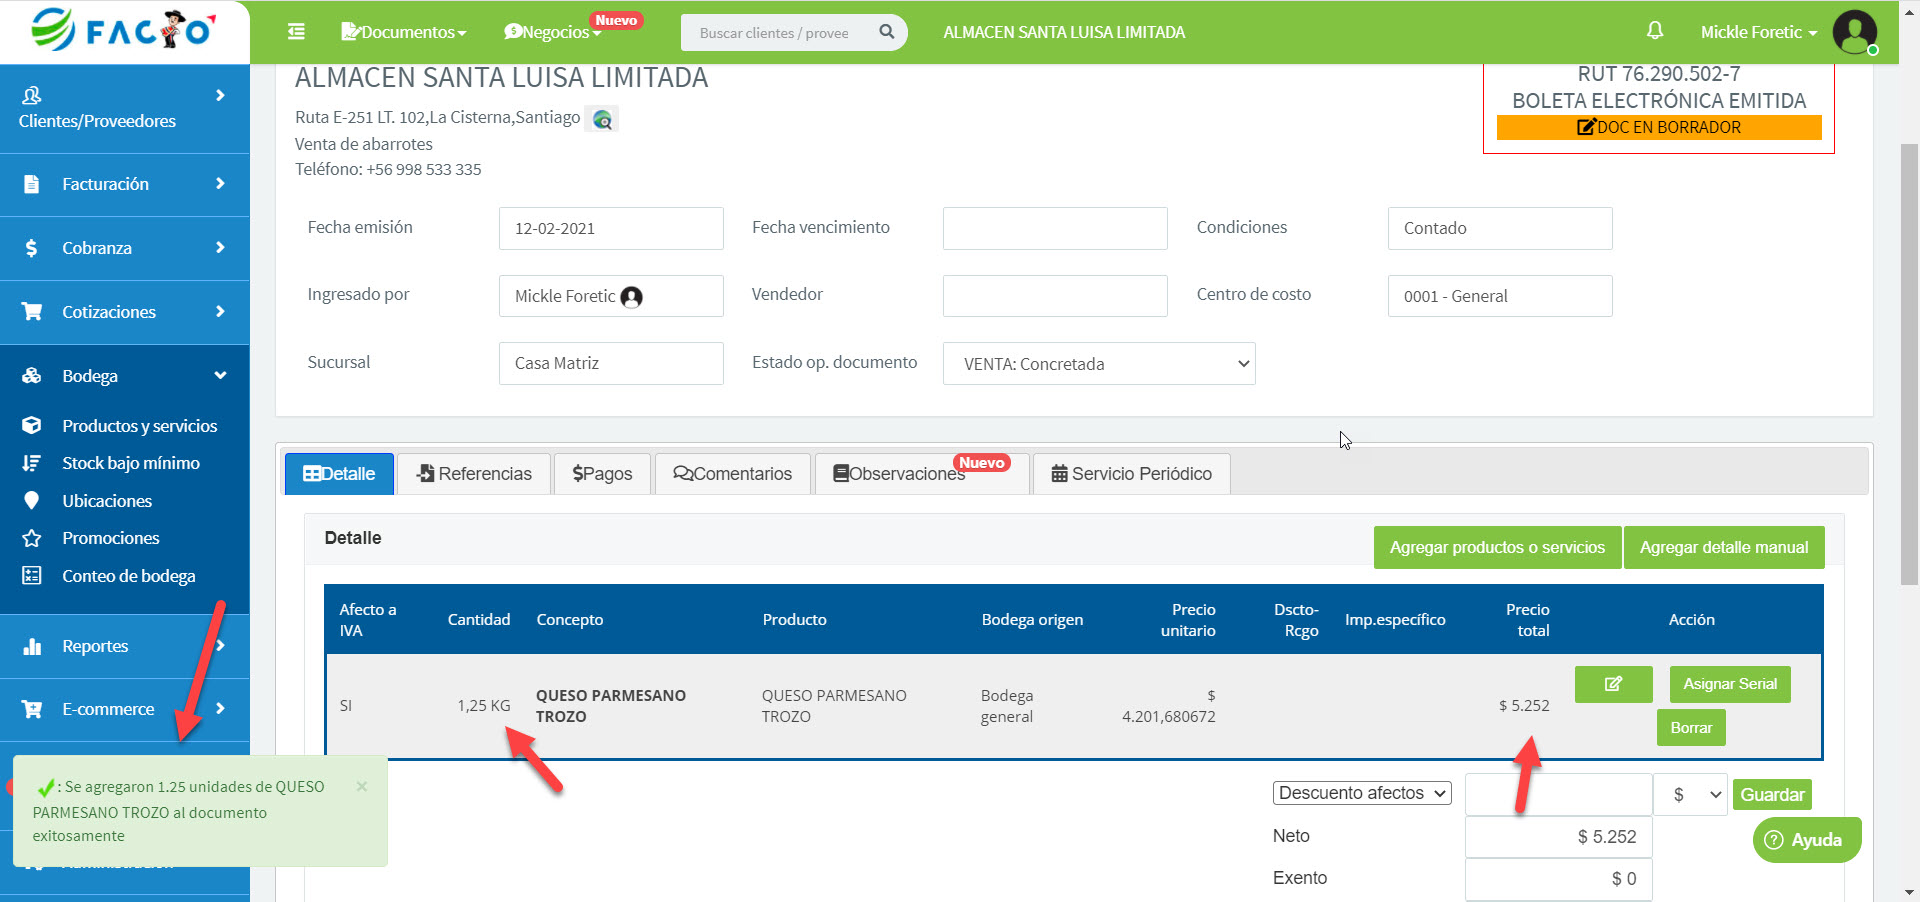 FACTO
Documentos
Negocios
Nuevo
Buscar clientes / provee
ALMACEN SANTA LUISA LIMITADA
Mickle Foretic
Clientes/Proveedores
Facturación
Cobranza
Cotizaciones
Bodega
Productos y servicios
Stock bajo mínimo
Ubicaciones
Promociones
Conteo de bodega
Reportes
E-commerce
: Se agregaron 1.25 unidades de QUESO
PARMESANO TROZO al documento
exitosamente
×
ALMACEN SANTA LUISA LIMITADA
Ruta E-251 LT. 102,La Cisterna,Santiago
Venta de abarrotes
Teléfono: +56 998 533 335
RUT 76.290.502-7
BOLETA ELECTRÓNICA EMITIDA
DOC EN BORRADOR
Fecha emisión 12-02-2021 Fecha vencimiento Condiciones Contado
Ingresado por Mickle Foretic Vendedor Centro de costo 0001 - General
Sucursal Casa Matriz Estado op. documento VENTA: Concretada
Detalle Referencias $Pagos Comentarios Observaciones Nuevo Servicio Periódico
Detalle
Agregar productos o servicios Agregar detalle manual
Afecto a
IVA
Cantidad
Concepto
Producto
Bodega origen
Precio
unitario
Dscto-
Rcgo
Imp.específico
Precio
total
Acción
SI
1,25 KG
QUESO PARMESANO
TROZO
QUESO PARMESANO
TROZO
Bodega
general
$
4.201,680672
$ 5.252
Asignar Serial
Borrar
Descuento afectos $ Guardar
Neto $ 5.252
Exento $ 0
Ayuda